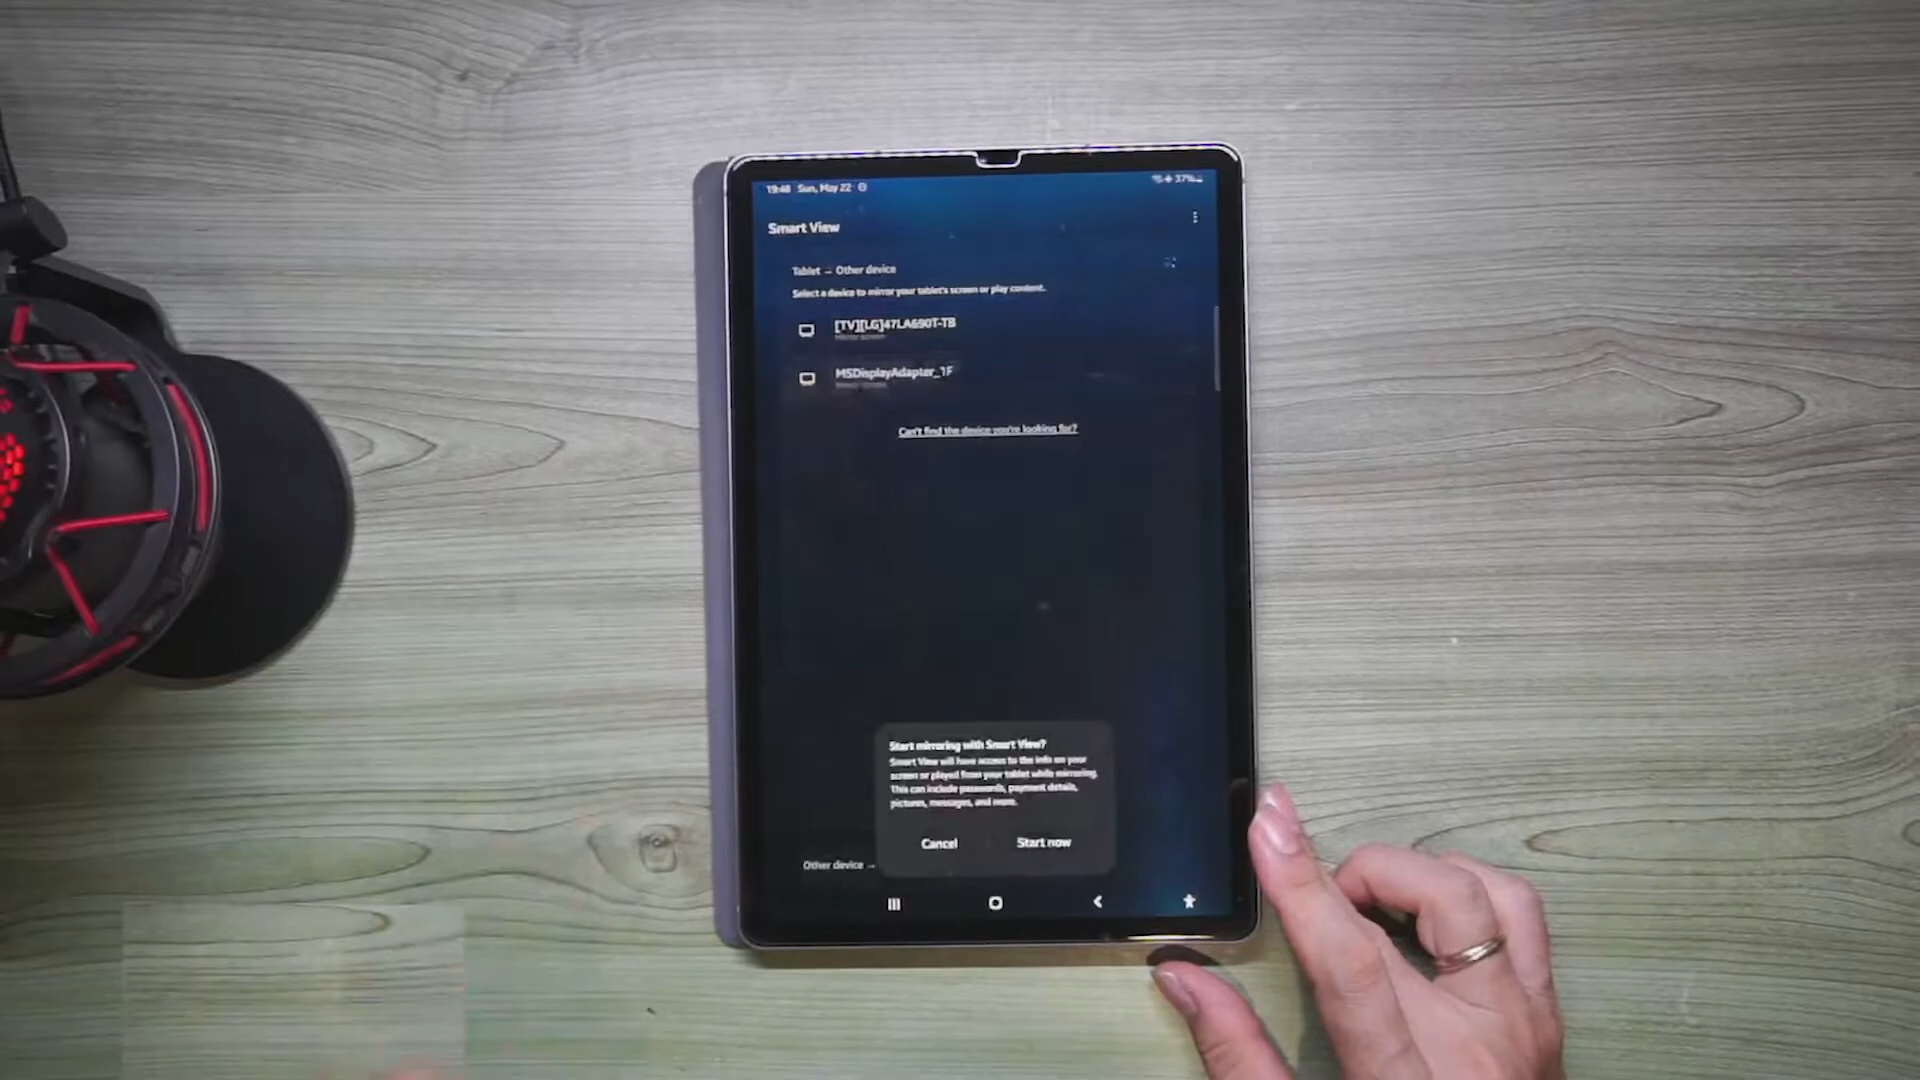 19:48 Sun, May 22
37%
Smart View
Tablet → Other device
Select a device to mirror your tablet's screen or play content.
[TV][LG]47LA690T-TB
Mirror screen
MSDisplayAdapter_1F
Can't find the device you're looking for?
Start mirroring with Smart View?
Smart View will have access to the info on your
screen or played from your tablet while mirroring.
This can include passwords, payment details,
pictures, messages, and more.
Cancel Start now
Other device →